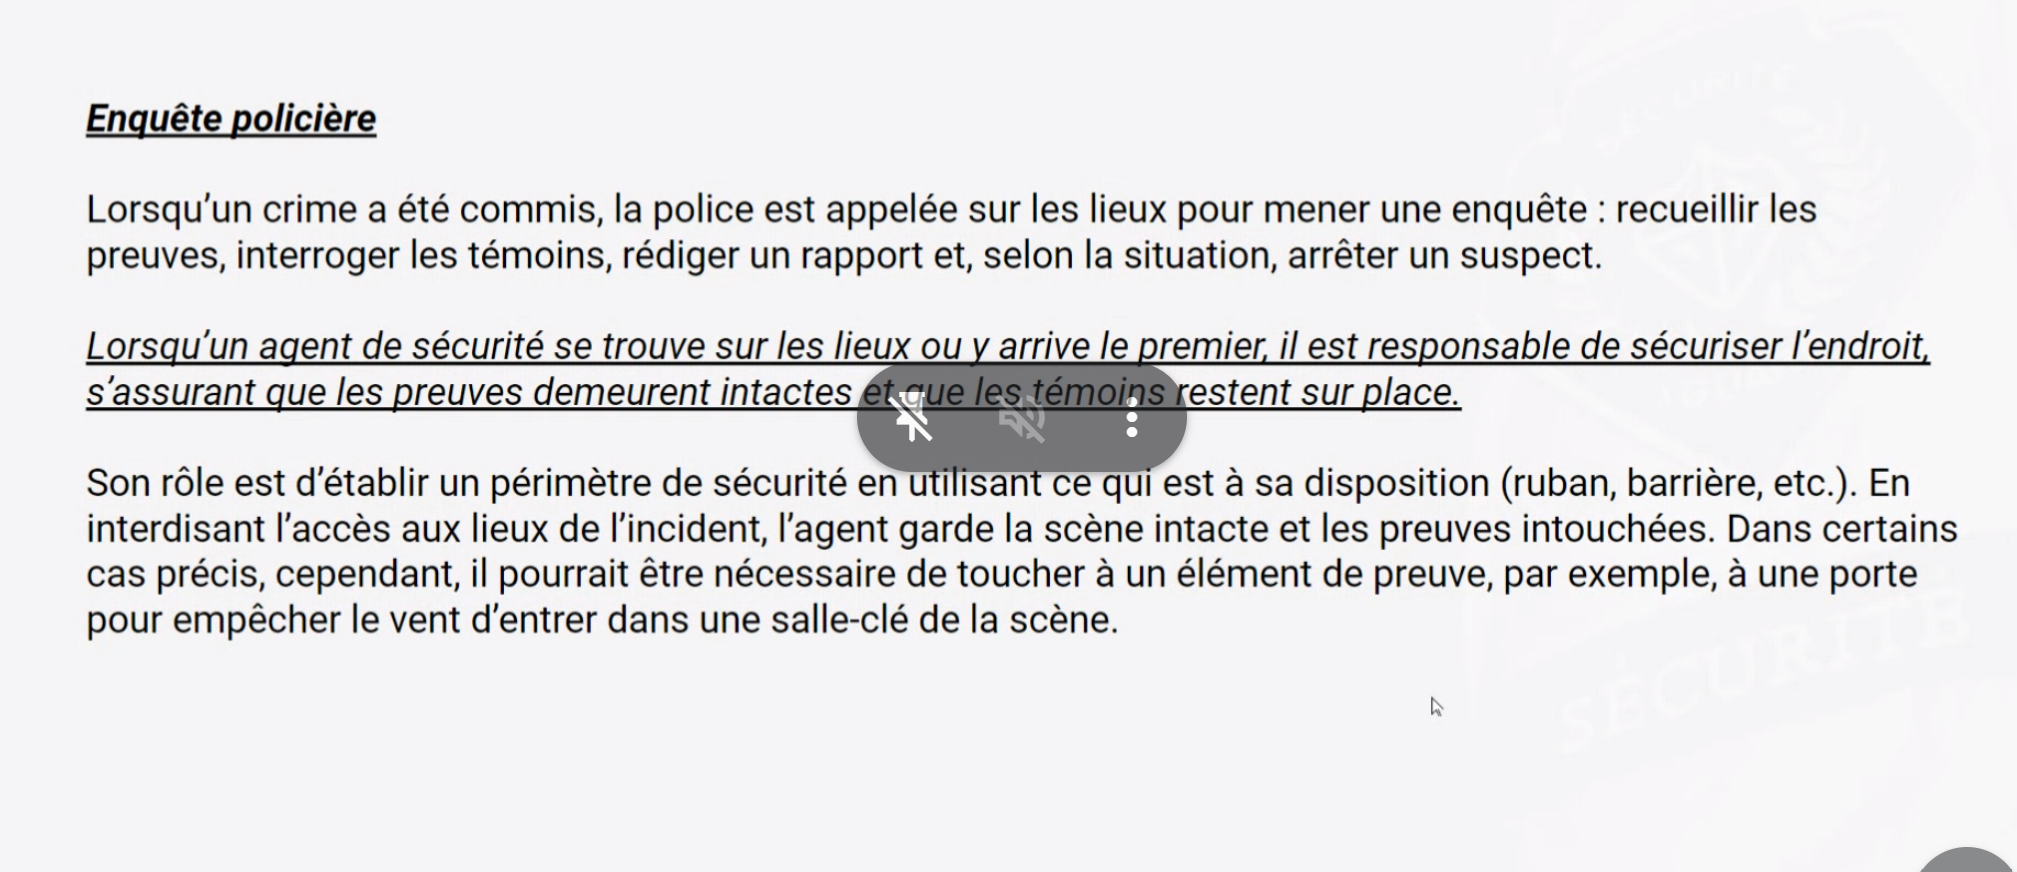 Enquête policière
Lorsqu’un crime a été commis, la police est appelée sur les lieux pour mener une enquête : recueillir les
preuves, interroger les témoins, rédiger un rapport et, selon la situation, arrêter un suspect.
Lorsqu’un agent de sécurité se trouve sur les lieux ou y arrive le premier, il est responsable de sécuriser l’endroit,
s’assurant que les preuves demeurent intactes et que les témoins restent sur place.
Son rôle est d’établir un périmètre de sécurité en utilisant ce qui est à sa disposition (ruban, barrière, etc.). En
interdisant l’accès aux lieux de l’incident, l’agent garde la scène intacte et les preuves intouchées. Dans certains
cas précis, cependant, il pourrait être nécessaire de toucher à un élément de preuve, par exemple, à une porte
pour empêcher le vent d’entrer dans une salle-clé de la scène.
SÉCURITÉ
SÉCURITÉ